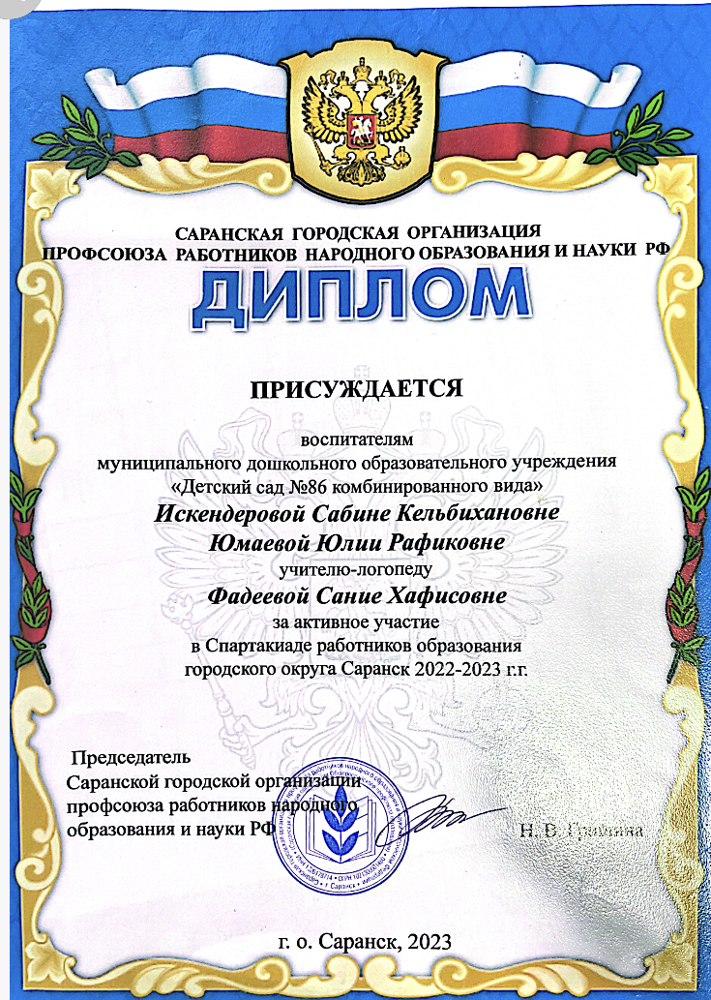 САРАНСКАЯ ГОРОДСКАЯ ОРГАНИЗАЦИЯ
ПРОФСОЮЗА РАБОТНИКОВ НАРОДНОГО ОБРАЗОВАНИЯ И НАУКИ РФ
ДИПЛОМ
ПРИСУЖДАЕТСЯ
воспитателям
муниципального дошкольного образовательного учреждения
«Детский сад №86 комбинированного вида»
Искендеровой Сабине Кельбихановне
Юмаевой Юлии Рафиковне
учителю-логопеду
Фадеевой Сание Хафисовне
за активное участие
в Спартакиаде работников образования
городского округа Саранск 2022-2023 г.г.
Председатель
Саранской городской организации
профсоюза работников народного
образования и науки РФ
Н. В.
г. Саранск
г. о. Саранск, 2023